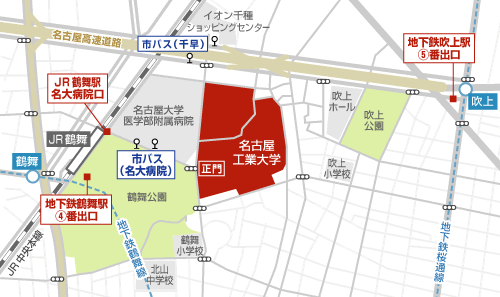 イオン千種
ショッピングセンター
名古屋高速道路
市バス(千早)
地下鉄吹上駅
⑤番出口
JR鶴舞駅
名大病院口
名古屋大学
医学部附属病院
吹上
ホール
吹上
公園
吹上
JR鶴舞
名古屋
工業大学
市バス
(名大病院)
正門
吹上
小学校
鶴舞
地下鉄鶴舞駅
④番出口
鶴舞公園
地下鉄鶴舞線
鶴舞
小学校
北山
中学校
JR中央本線
地下鉄桜通線